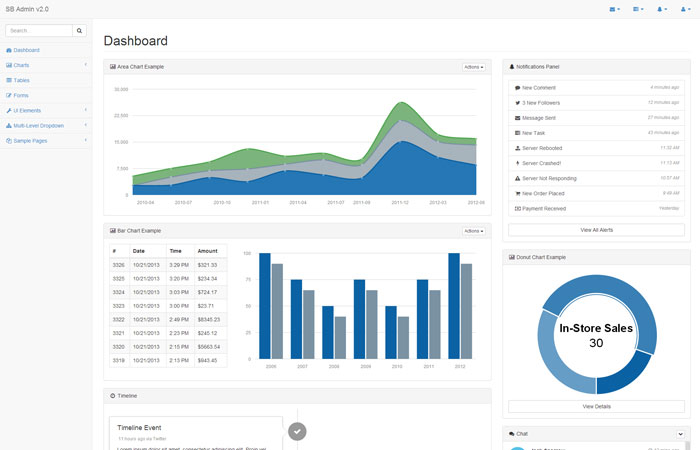 SB Admin v2.0
Search...
Dashboard
Charts
Tables
Forms
UI Elements
Multi-Level Dropdown
Sample Pages
Dashboard
Area Chart Example
Actions
30,000
15,000
7,500
0
2010-04 2010-07 2010-10 2011-01 2011-04 2011-07 2011-09 2011-12 2012-03 2012-06
Bar Chart Example
Actions
# Date Time Amount
3326 10/21/2013 3:29 PM $321.33
3325 10/21/2013 3:20 PM $234.34
3324 10/21/2013 3:03 PM $724.17
3323 10/21/2013 3:00 PM $23.71
3322 10/21/2013 2:49 PM $8345.23
3321 10/21/2013 2:23 PM $245.12
3320 10/21/2013 2:15 PM $5663.54
3319 10/21/2013 2:13 PM $943.45
100
75
50
25
0
2006 2007 2008 2009 2010 2011 2012
Timeline
Timeline Event
11 hours ago via Twitter
Notifications Panel
New Comment 4 minutes ago
3 New Followers 12 minutes ago
Message Sent 27 minutes ago
New Task 43 minutes ago
Server Rebooted 11:32 AM
Server Crashed! 11:13 AM
Server Not Responding 10:57 AM
New Order Placed 9:49 AM
Payment Received Yesterday
View All Alerts
Donut Chart Example
In-Store Sales
30
View Details
Chat